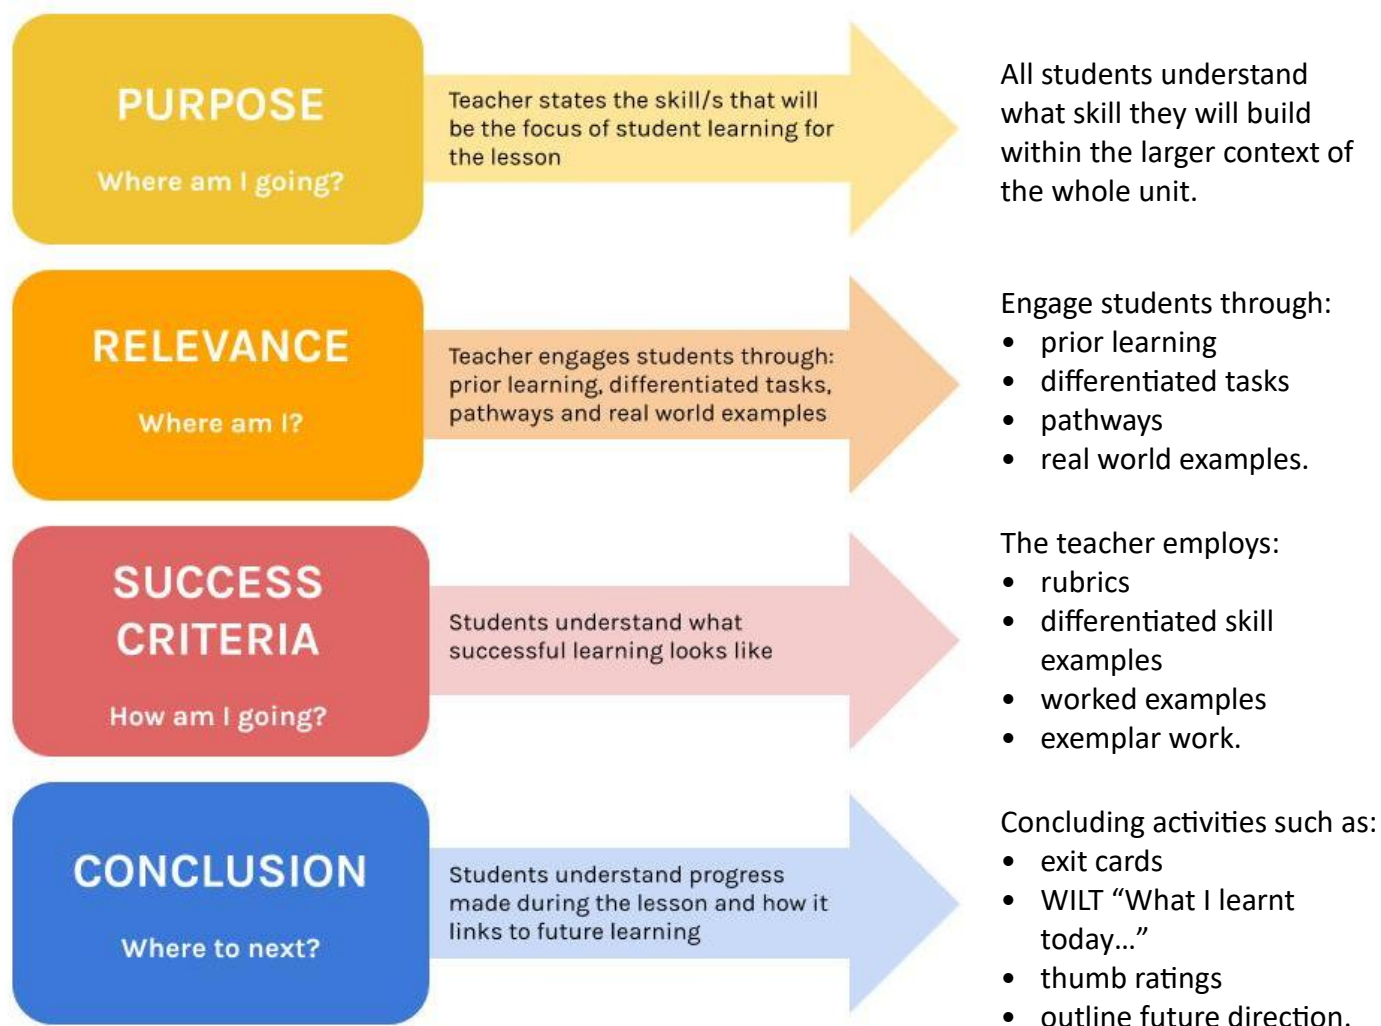 PURPOSE
Where am I going?
Teacher states the skill/s that will
be the focus of student learning for
the lesson
All students understand
what skill they will build
within the larger context of
the whole unit.
RELEVANCE
Where am I?
Teacher engages students through:
prior learning, differentiated tasks,
pathways and real world examples
Engage students through:
• prior learning
• differentiated tasks
• pathways
• real world examples.
SUCCESS
CRITERIA
How am I going?
Students understand what
successful learning looks like
The teacher employs:
• rubrics
• differentiated skill
examples
• worked examples
• exemplar work.
CONCLUSION
Where to next?
Students understand progress
made during the lesson and how it
links to future learning
Concluding activities such as:
• exit cards
• WILT “What I learnt
today…”
• thumb ratings
• outline future direction.